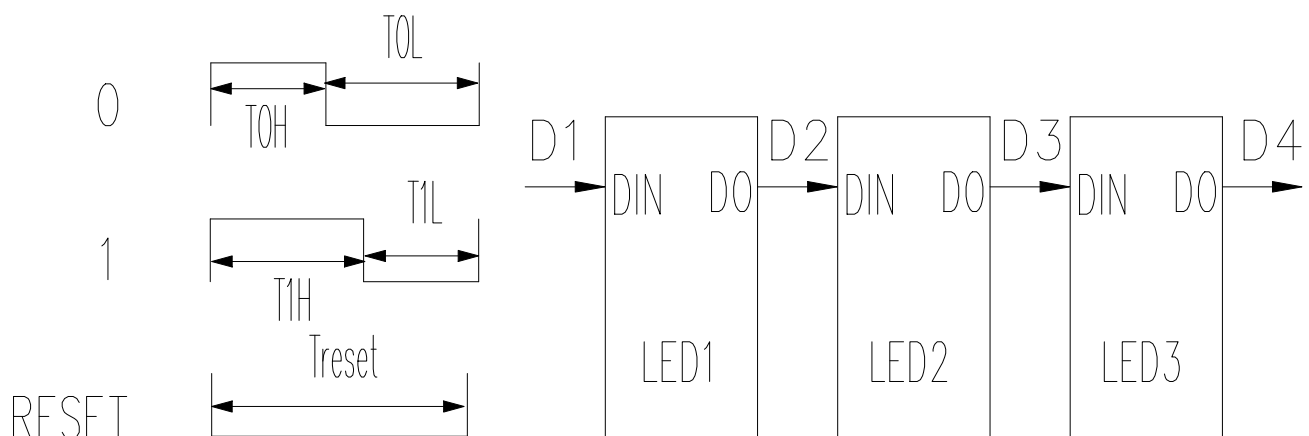 0
T0H
T0L
1
T1H
T1L
RESET
Treset
D1
DIN DO
LED1
D2
DIN DO
LED2
D3
DIN DO
LED3
D4